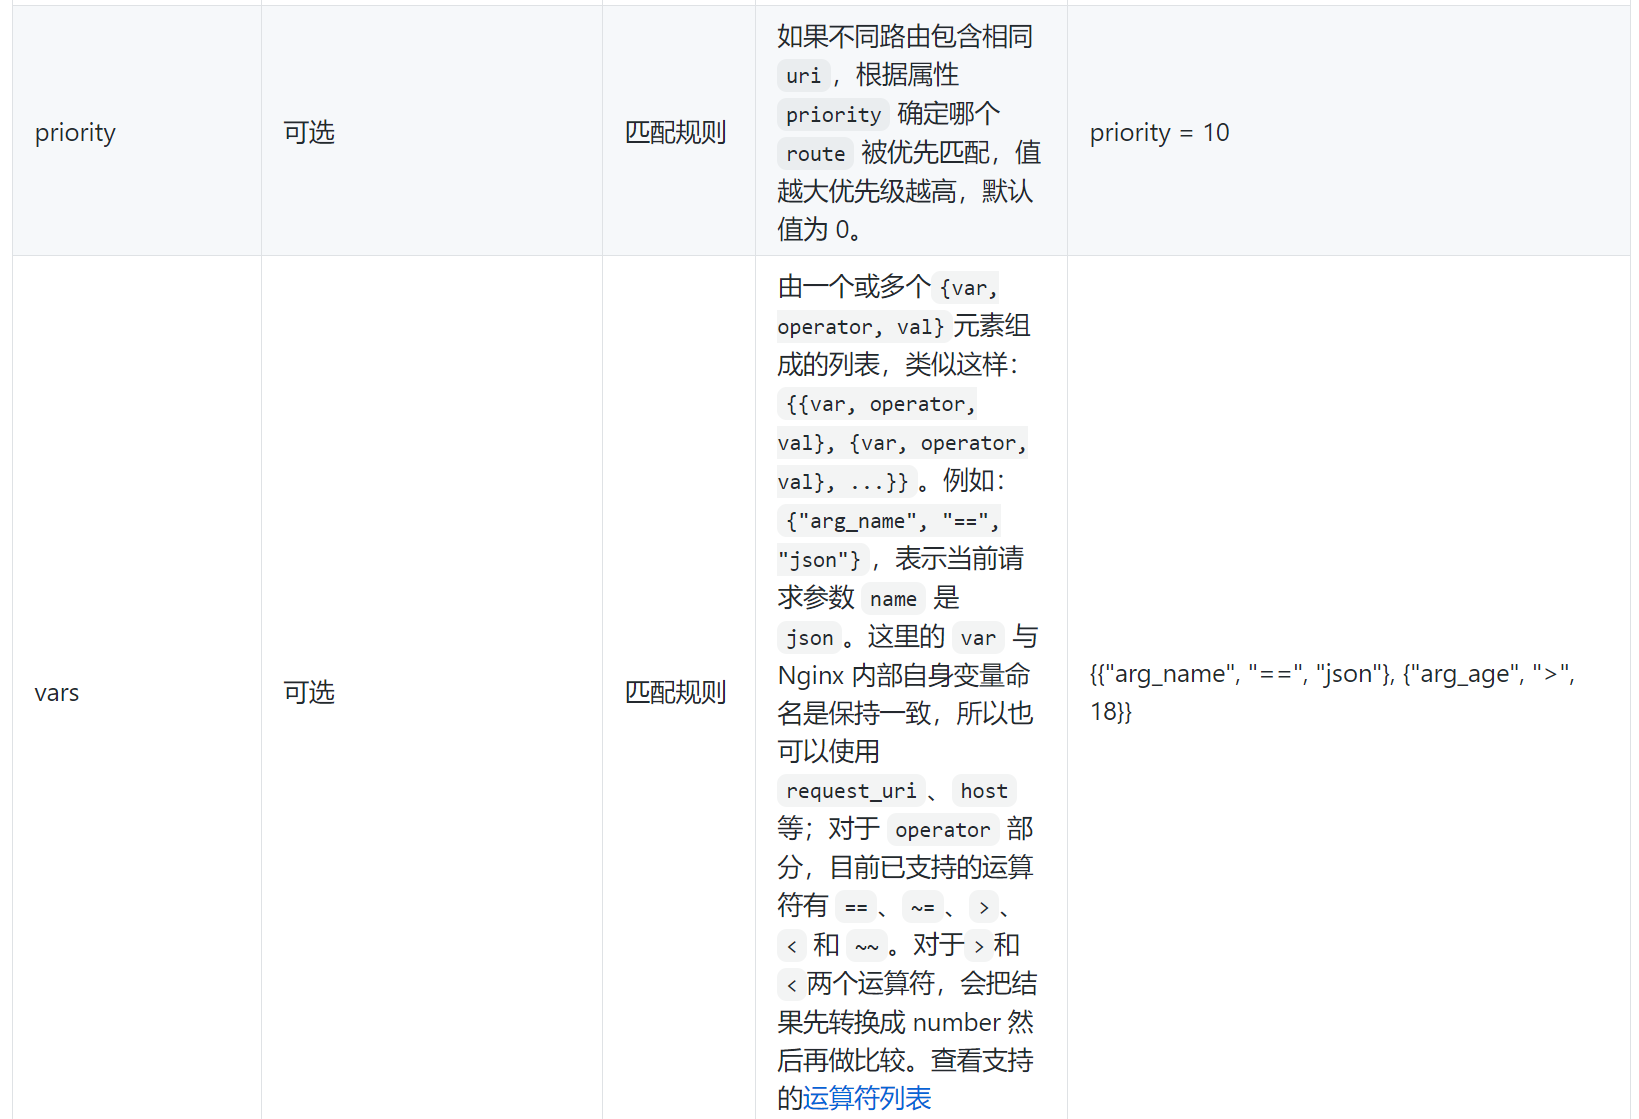 priority
可选
匹配规则
如果不同路由包含相同
uri，根据属性
priority 确定哪个
route 被优先匹配，值
越大优先级越高，默认
值为 0。
priority = 10
vars
可选
匹配规则
由一个或多个{var,
operator, val}元素组
成的列表，类似这样：
{{var, operator,
val}, {var, operator,
val}, ...}}。例如：
{"arg_name", "==",
"json"}，表示当前请
求参数 name 是
json。这里的 var 与
Nginx 内部自身变量命
名是保持一致，所以也
可以使用
request_uri、host
等；对于 operator 部
分，目前已支持的运算
符有 ==、~=、>、
< 和 ~~。对于>和
<两个运算符，会把结
果先转换成 number 然
后再做比较。查看支持
的运算符列表
{{"arg_name", "==", "json"}, {"arg_age", ">",
18}}